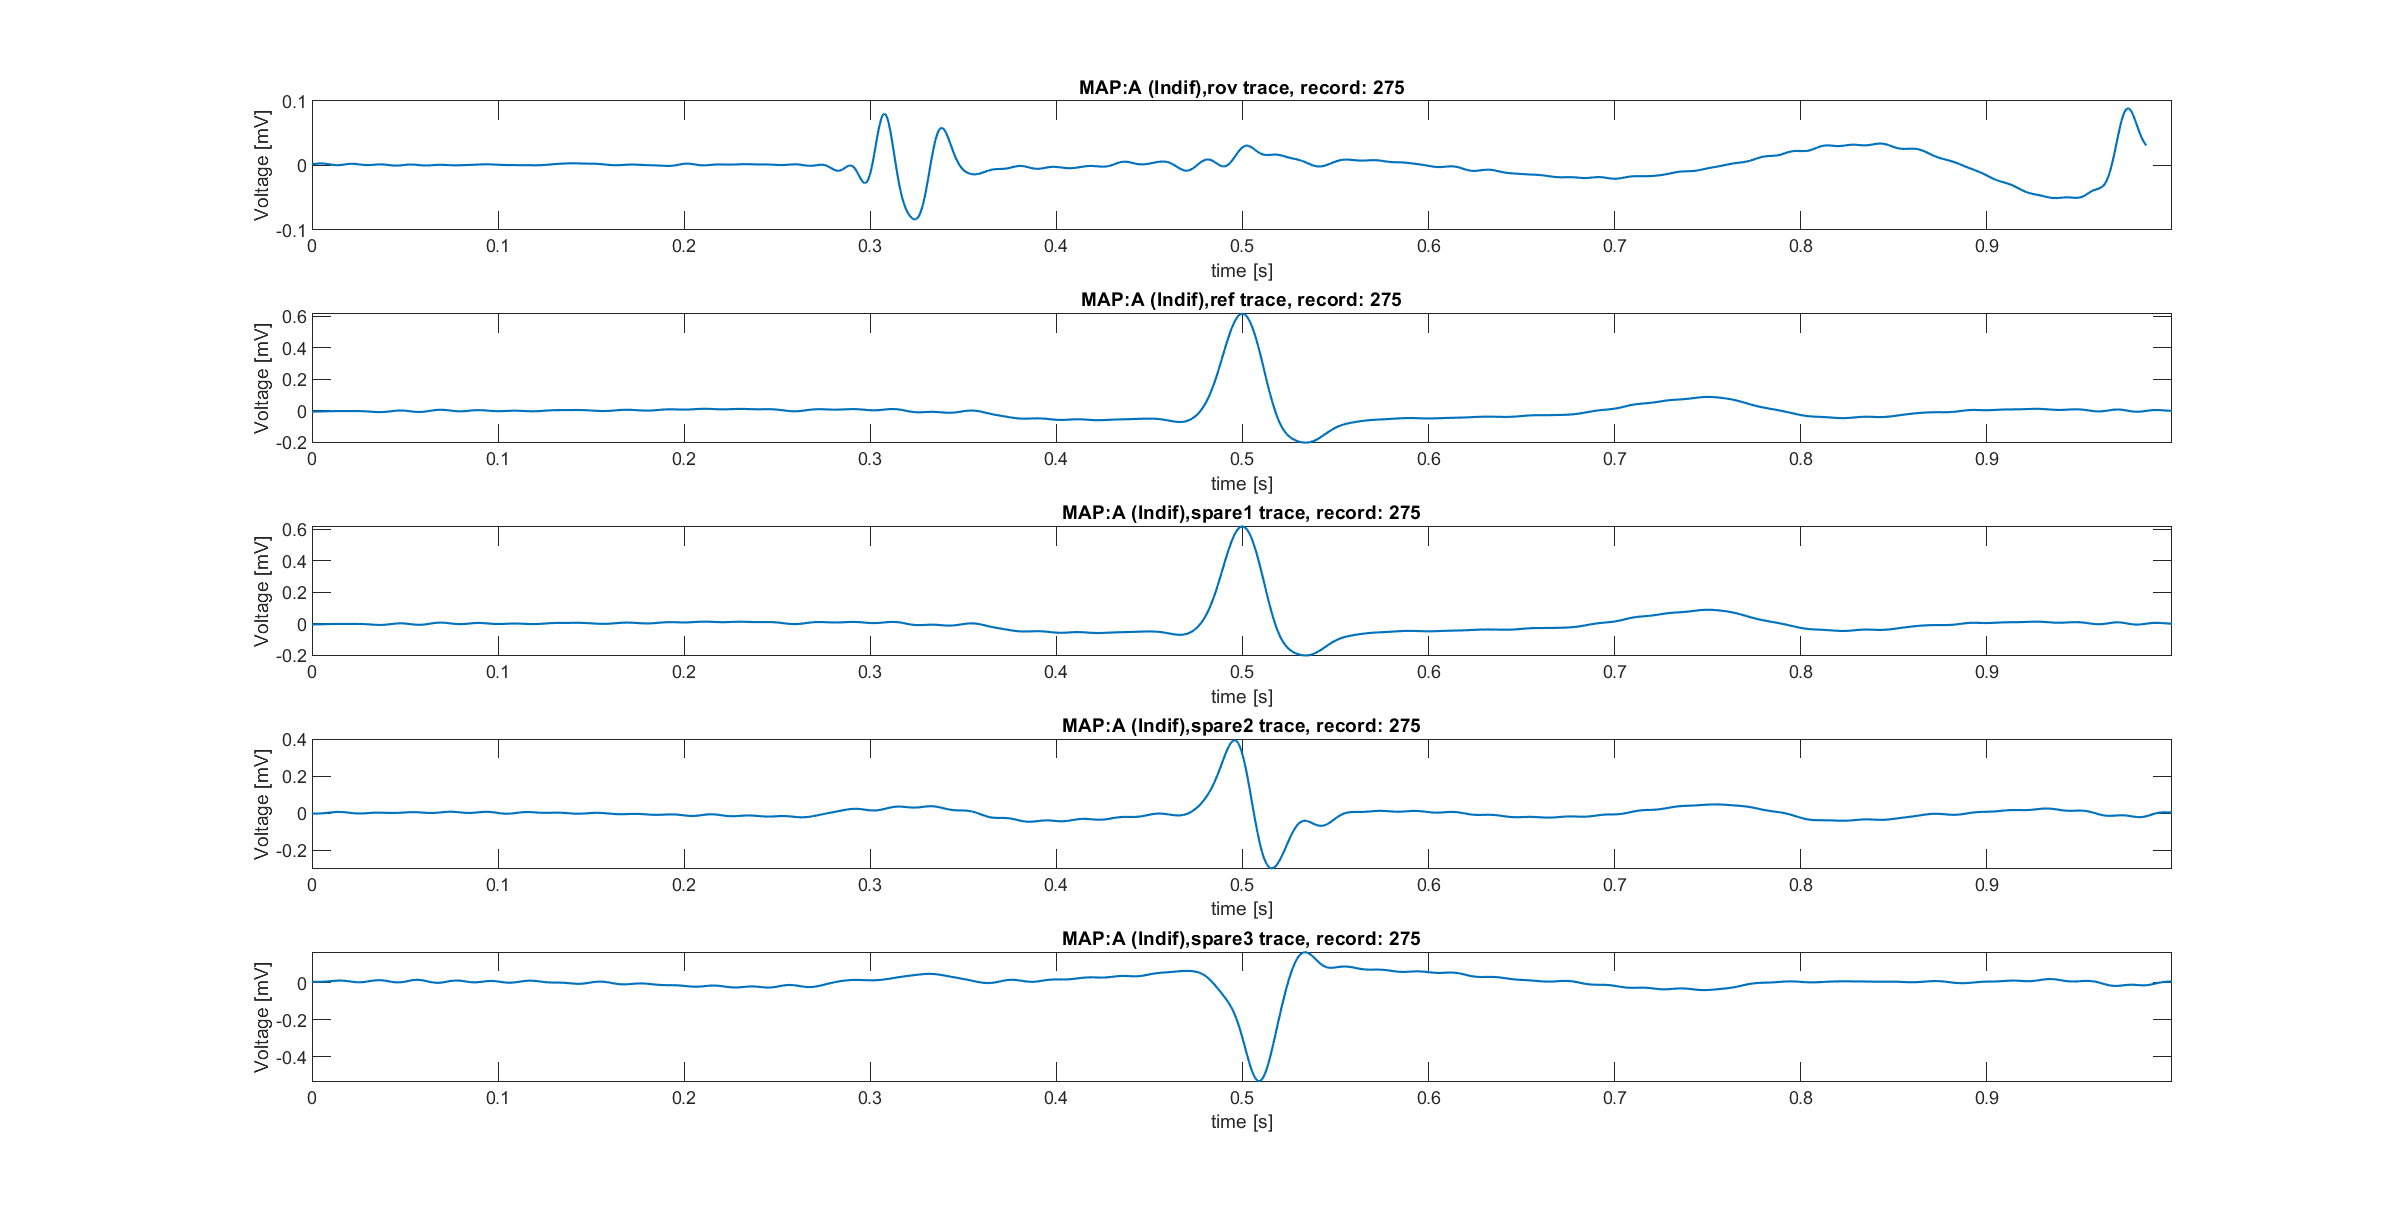 MAP:A (Indif),rov trace, record: 275
Voltage [mV]
0.1
0
-0.1
0 0.1 0.2 0.3 0.4 0.5 0.6 0.7 0.8 0.9
time [s]
MAP:A (Indif),ref trace, record: 275
Voltage [mV]
0.6
0.4
0.2
0
-0.2
0 0.1 0.2 0.3 0.4 0.5 0.6 0.7 0.8 0.9
time [s]
MAP:A (Indif),spare1 trace, record: 275
Voltage [mV]
0.6
0.4
0.2
0
-0.2
0 0.1 0.2 0.3 0.4 0.5 0.6 0.7 0.8 0.9
time [s]
MAP:A (Indif),spare2 trace, record: 275
Voltage [mV]
0.4
0.2
0
-0.2
0 0.1 0.2 0.3 0.4 0.5 0.6 0.7 0.8 0.9
time [s]
MAP:A (Indif),spare3 trace, record: 275
Voltage [mV]
0
-0.2
-0.4
0 0.1 0.2 0.3 0.4 0.5 0.6 0.7 0.8 0.9
time [s]